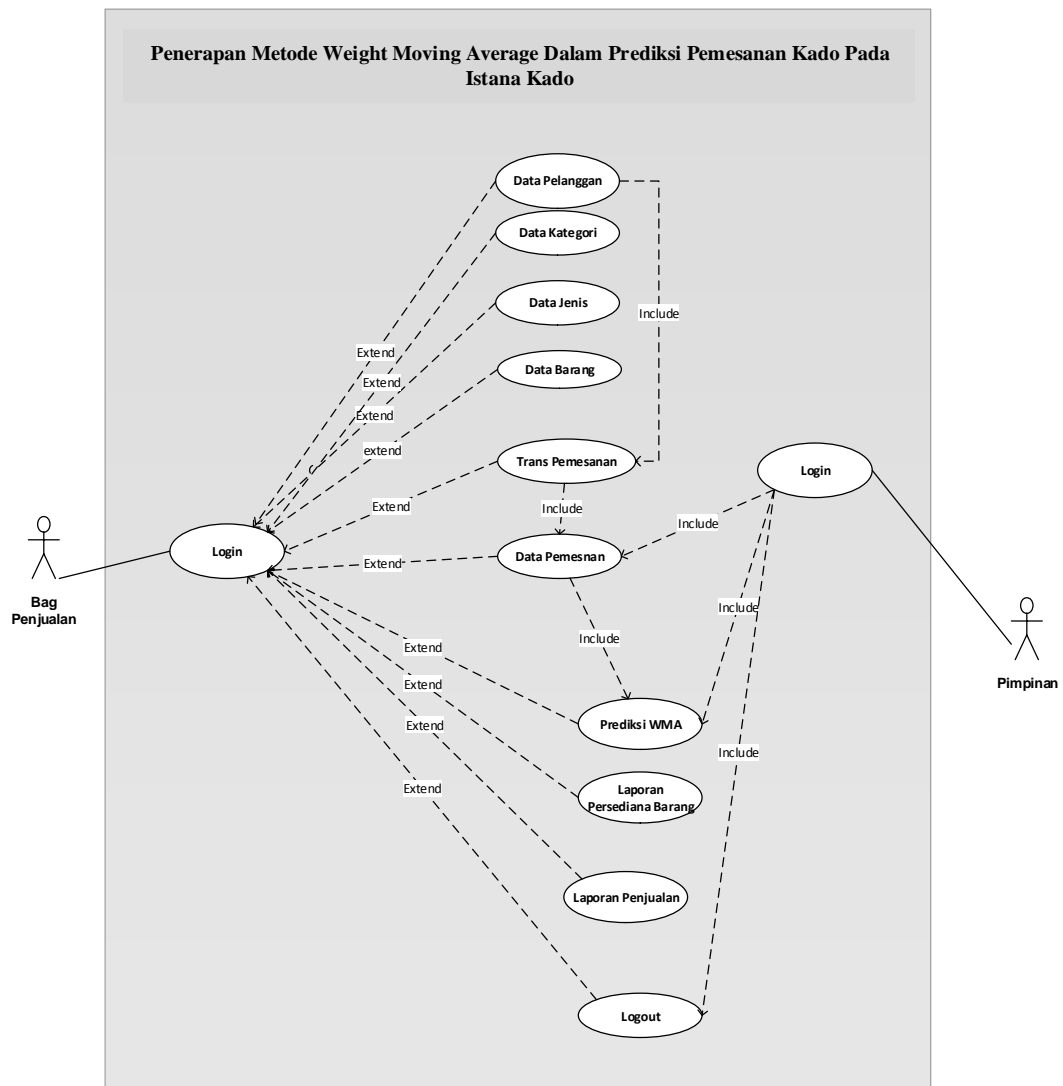 Penerapan Metode Weight Moving Average Dalam Prediksi Pemesanan Kado Pada
Istana Kado
Data Pelanggan
Data Kategori
Data Jenis
Include
Extend
Data Barang
Extend
Extend
extend
Trans Pemesanan
Login
Extend
Include
Include
Login
Data Pemesnan
Extend
Bag
Penjualan
Include
Include
Extend
Extend
Pimpinan
Extend
Prediksi WMA
Include
Extend
Laporan
Persediana Barang
Laporan Penjualan
Logout